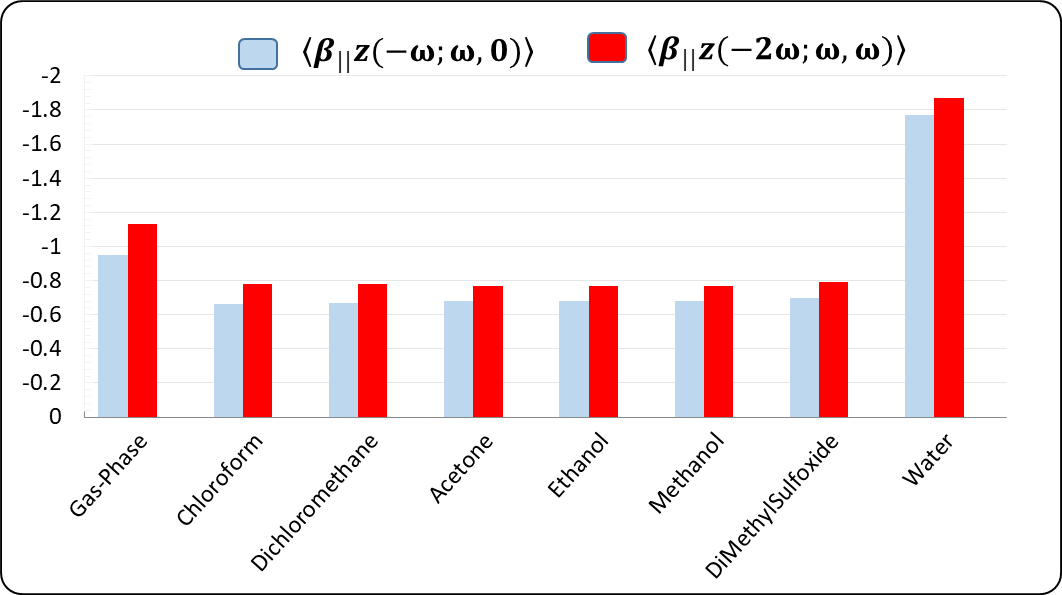 ⟨β||z(−ω; ω, 0)⟩ ⟨β||z(−2ω; ω, ω)⟩
-2
-1.8
-1.6
-1.4
-1.2
-1
-0.8
-0.6
-0.4
-0.2
0
Gas-Phase
Chloroform
Dichloromethane
Acetone
Ethanol
Methanol
DiMethylSulfoxide
Water